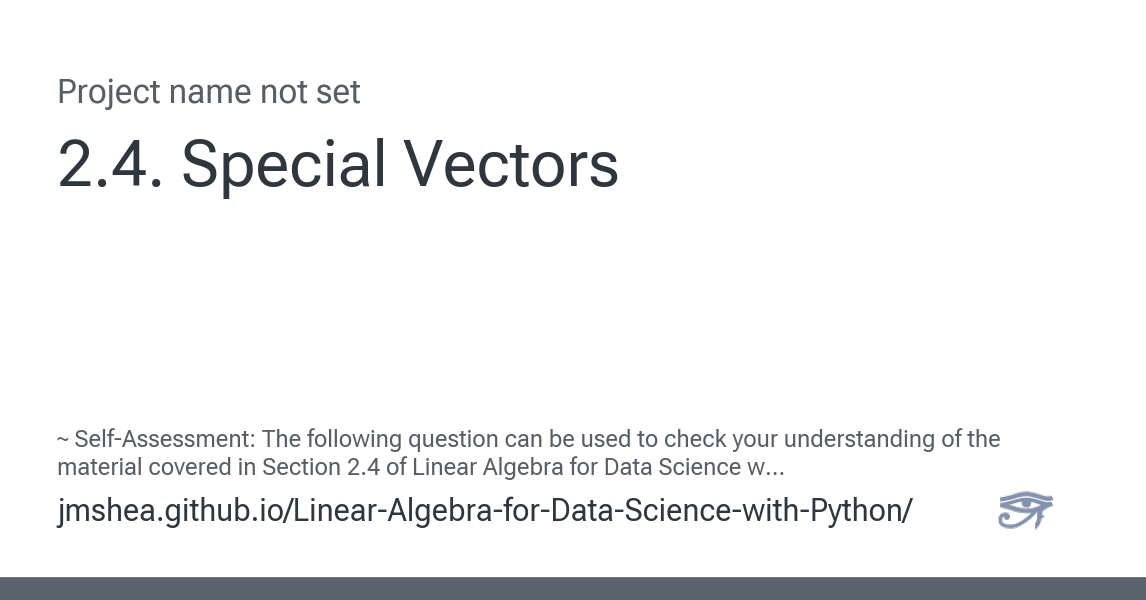 Project name not set
2.4. Special Vectors
~ Self-Assessment: The following question can be used to check your understanding of the
material covered in Section 2.4 of Linear Algebra for Data Science w...
jmshea.github.io/Linear-Algebra-for-Data-Science-with-Python/